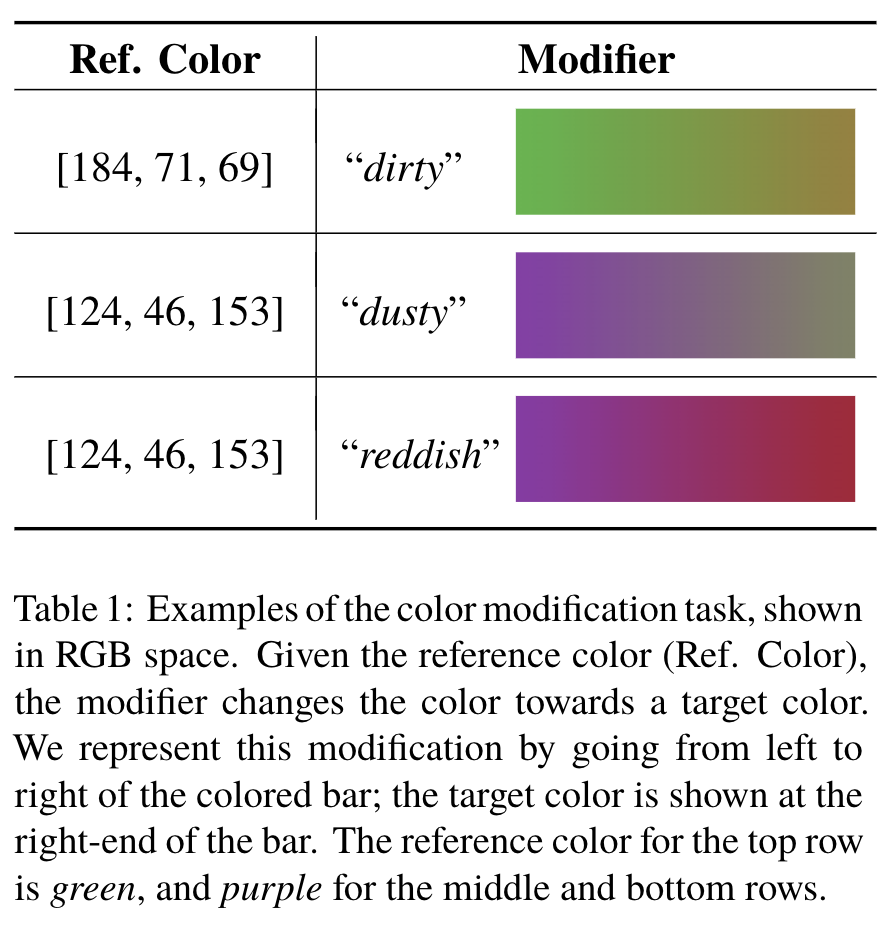 Ref. Color Modifier
[184, 71, 69] “dirty”
[124, 46, 153] “dusty”
[124, 46, 153] “reddish”
Table 1: Examples of the color modification task, shown
in RGB space. Given the reference color (Ref. Color),
the modifier changes the color towards a target color.
We represent this modification by going from left to
right of the colored bar; the target color is shown at the
right-end of the bar. The reference color for the top row
is green, and purple for the middle and bottom rows.